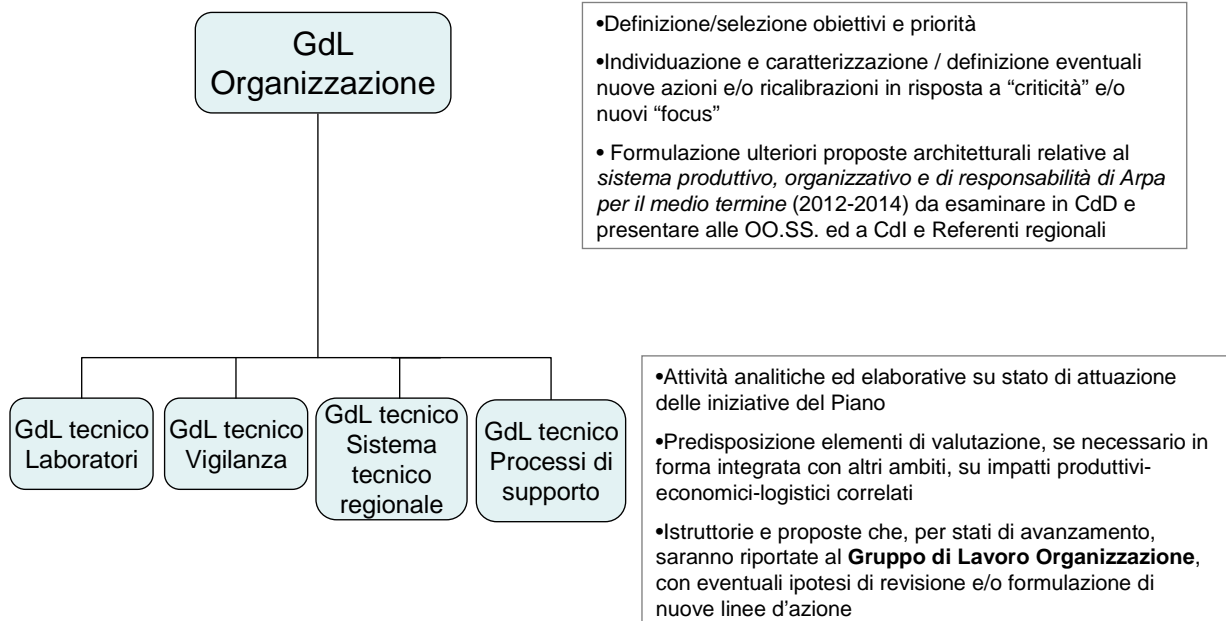 GdL
Organizzazione
•Definizione/selezione obiettivi e priorità
•Individuazione e caratterizzazione / definizione eventuali
nuove azioni e/o ricalibrazioni in risposta a “criticità” e/o
nuovi “focus”
• Formulazione ulteriori proposte architetturali relative al
sistema produttivo, organizzativo e di responsabilità di Arpa
per il medio termine (2012-2014) da esaminare in CdD e
presentare alle OO.SS. ed a CdI e Referenti regionali
GdL tecnico
Laboratori
GdL tecnico
Vigilanza
GdL tecnico
Sistema
tecnico
regionale
GdL tecnico
Processi di
supporto
•Attività analitiche ed elaborative su stato di attuazione
delle iniziative del Piano
•Predisposizione elementi di valutazione, se necessario in
forma integrata con altri ambiti, su impatti produttivi-
economici-logistici correlati
•Istruttorie e proposte che, per stati di avanzamento,
saranno riportate al Gruppo di Lavoro Organizzazione,
con eventuali ipotesi di revisione e/o formulazione di
nuove linee d’azione